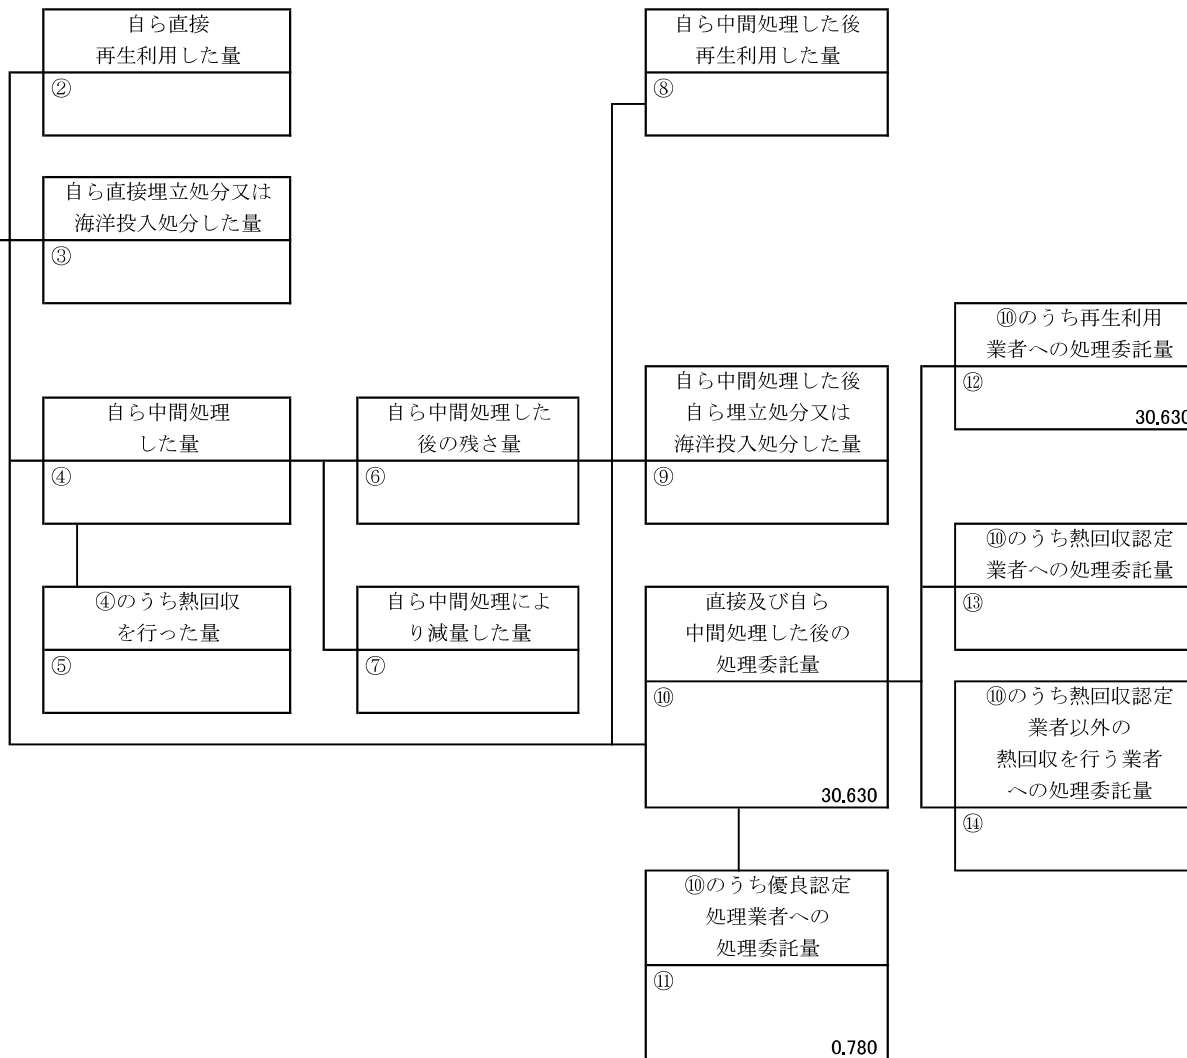 自ら直接
再生利用した量
②
自ら中間処理した後
再生利用した量
⑧
自ら直接埋立処分又は
海洋投入処分した量
③
⑩のうち再生利用
業者への処理委託量
⑫
30.630
自ら中間処理
した量
④
自ら中間処理した
後の残さ量
⑥
自ら中間処理した後
自ら埋立処分又は
海洋投入処分した量
⑨
⑩のうち熱回収認定
業者への処理委託量
⑬
④のうち熱回収
を行った量
⑤
自ら中間処理によ
り減量した量
⑦
直接及び自ら
中間処理した後の
処理委託量
⑩
30.630
⑩のうち熱回収認定
業者以外の
熱回収を行う業者
への処理委託量
⑭
⑩のうち優良認定
処理業者への
処理委託量
⑪
0.780